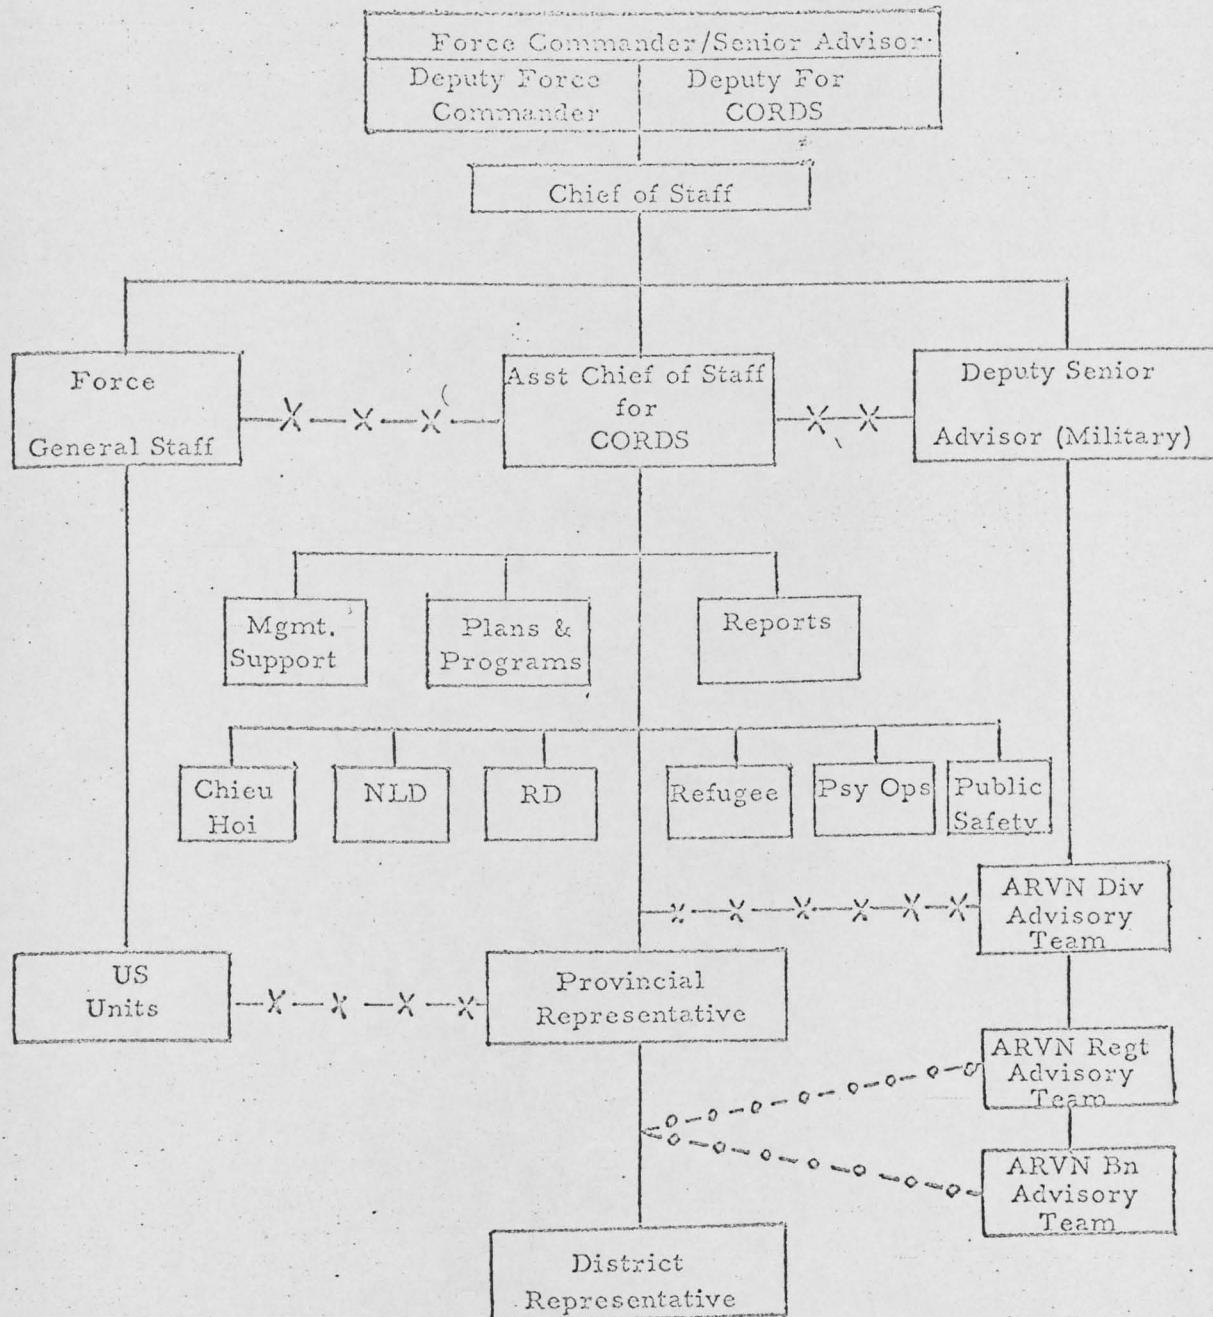 Force Commander/Senior Advisor
Deputy Force
Commander
Deputy For
CORDS
Chief of Staff
Force
General Staff
Asst Chief of Staff
for
CORDS
Deputy Senior
Advisor (Military)
Mgmt.
Support
Plans &
Programs
Reports
Chieu
Hoi
NLD
RD
Refugee
Psy Ops
Public
Safety
ARVN Div
Advisory
Team
US
Units
Provincial
Representative
ARVN Regt
Advisory
Team
ARVN Bn
Advisory
Team
District
Representative